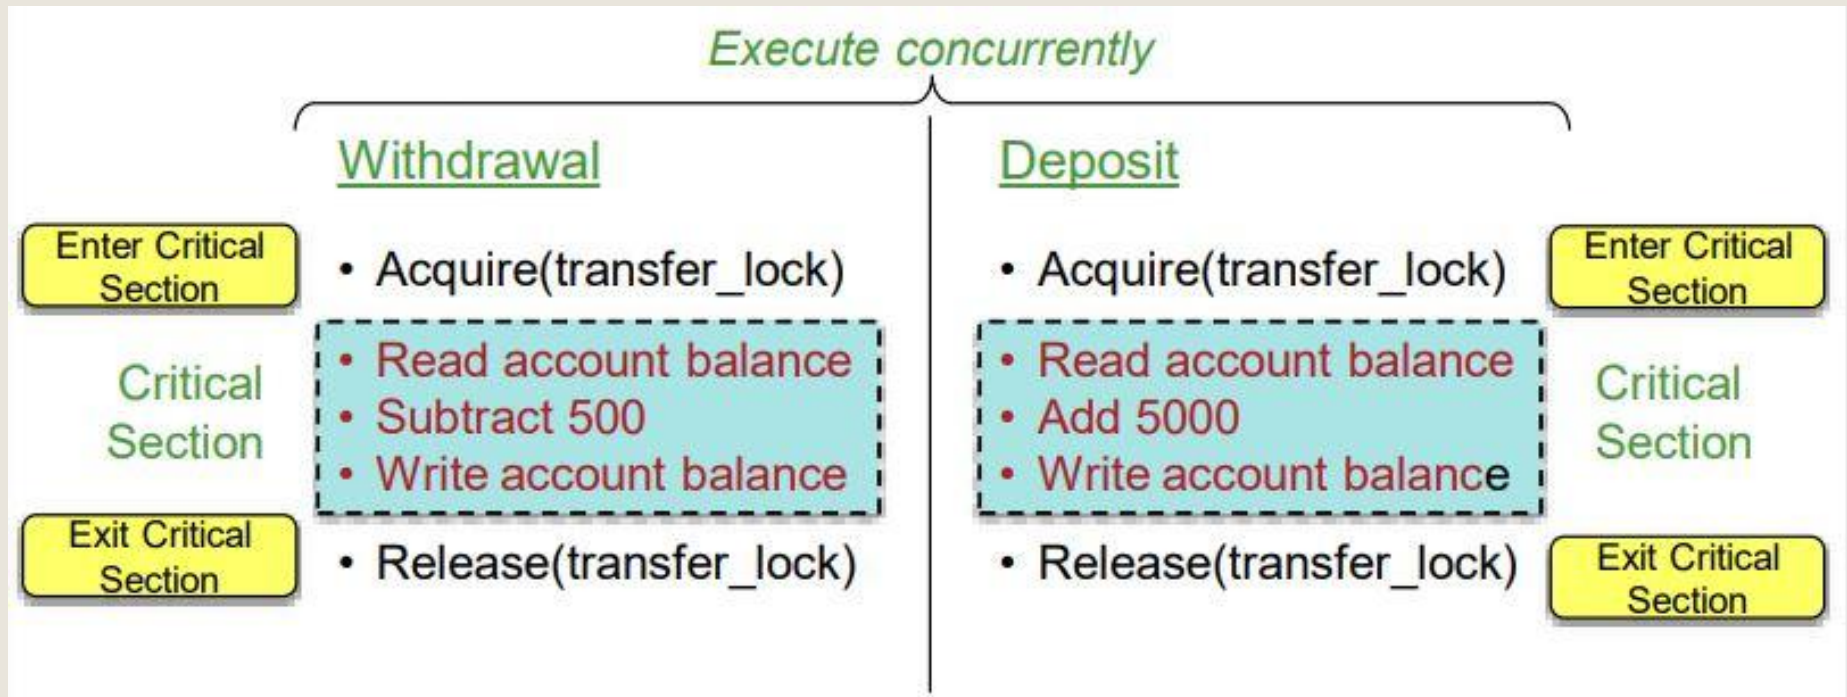 Execute concurrently
Withdrawal
Enter Critical
Section
• Acquire(transfer_lock)
Critical
Section
• Read account balance
• Subtract 500
• Write account balance
Exit Critical
Section
• Release(transfer_lock)
Deposit
• Acquire(transfer_lock)
Enter Critical
Section
• Read account balance
• Add 5000
• Write account balance
Critical
Section
• Release(transfer_lock)
Exit Critical
Section